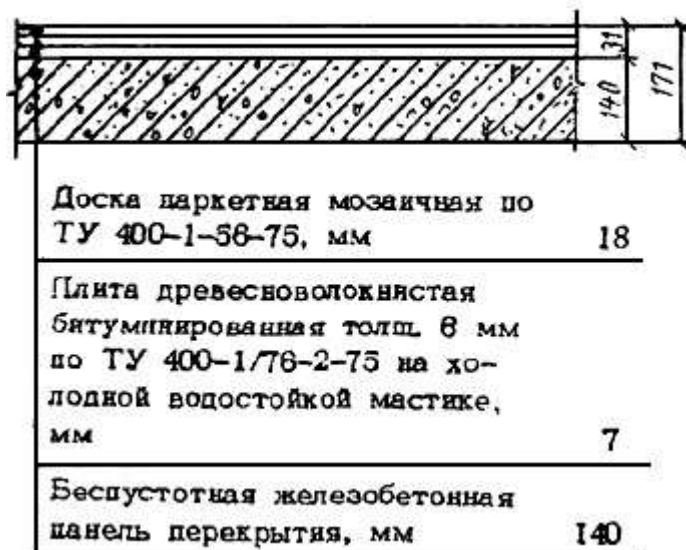 31
140
171
Доска паркетная мозаичная по
ТУ 400-1-56-75, мм 18
Плита древесноволокнистая
битуминированная толщ. 6 мм
по ТУ 400-1/76-2-75 на хо-
лодной водостойкой мастике,
мм 7
Беспустотная железобетонная
панель перекрытия, мм 140